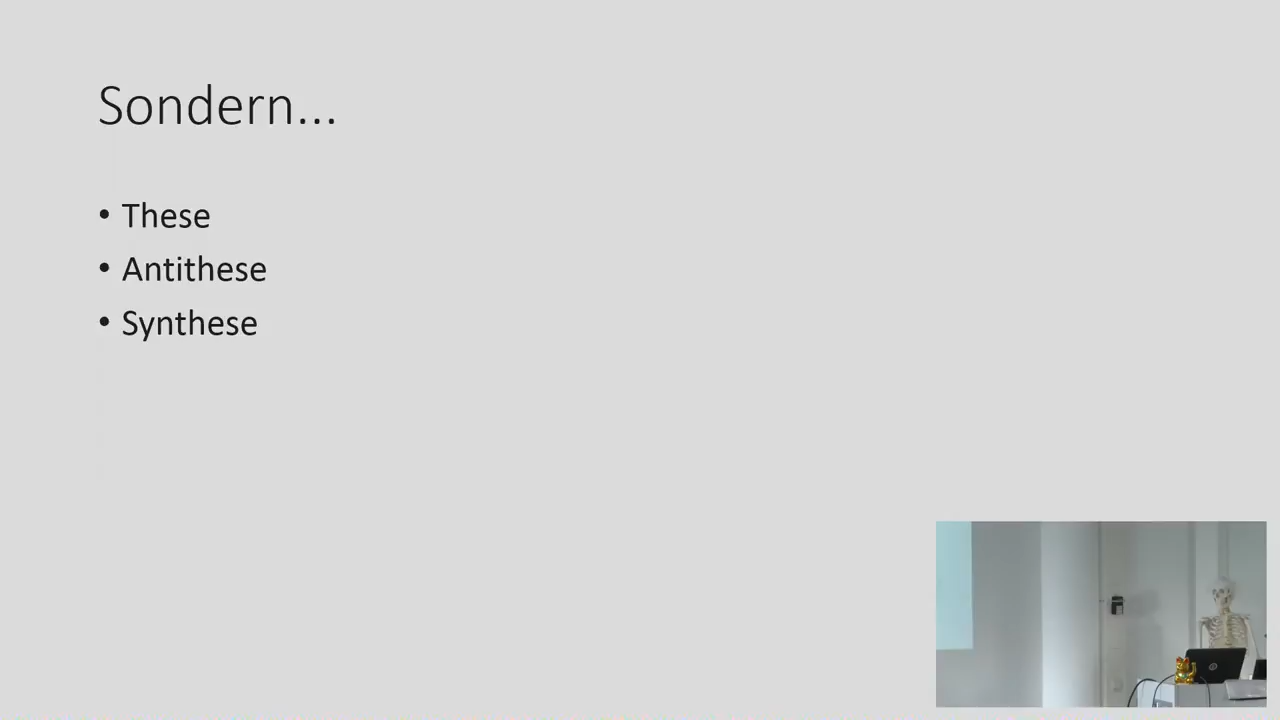 Sondern...
• These
• Antithese
• Synthese